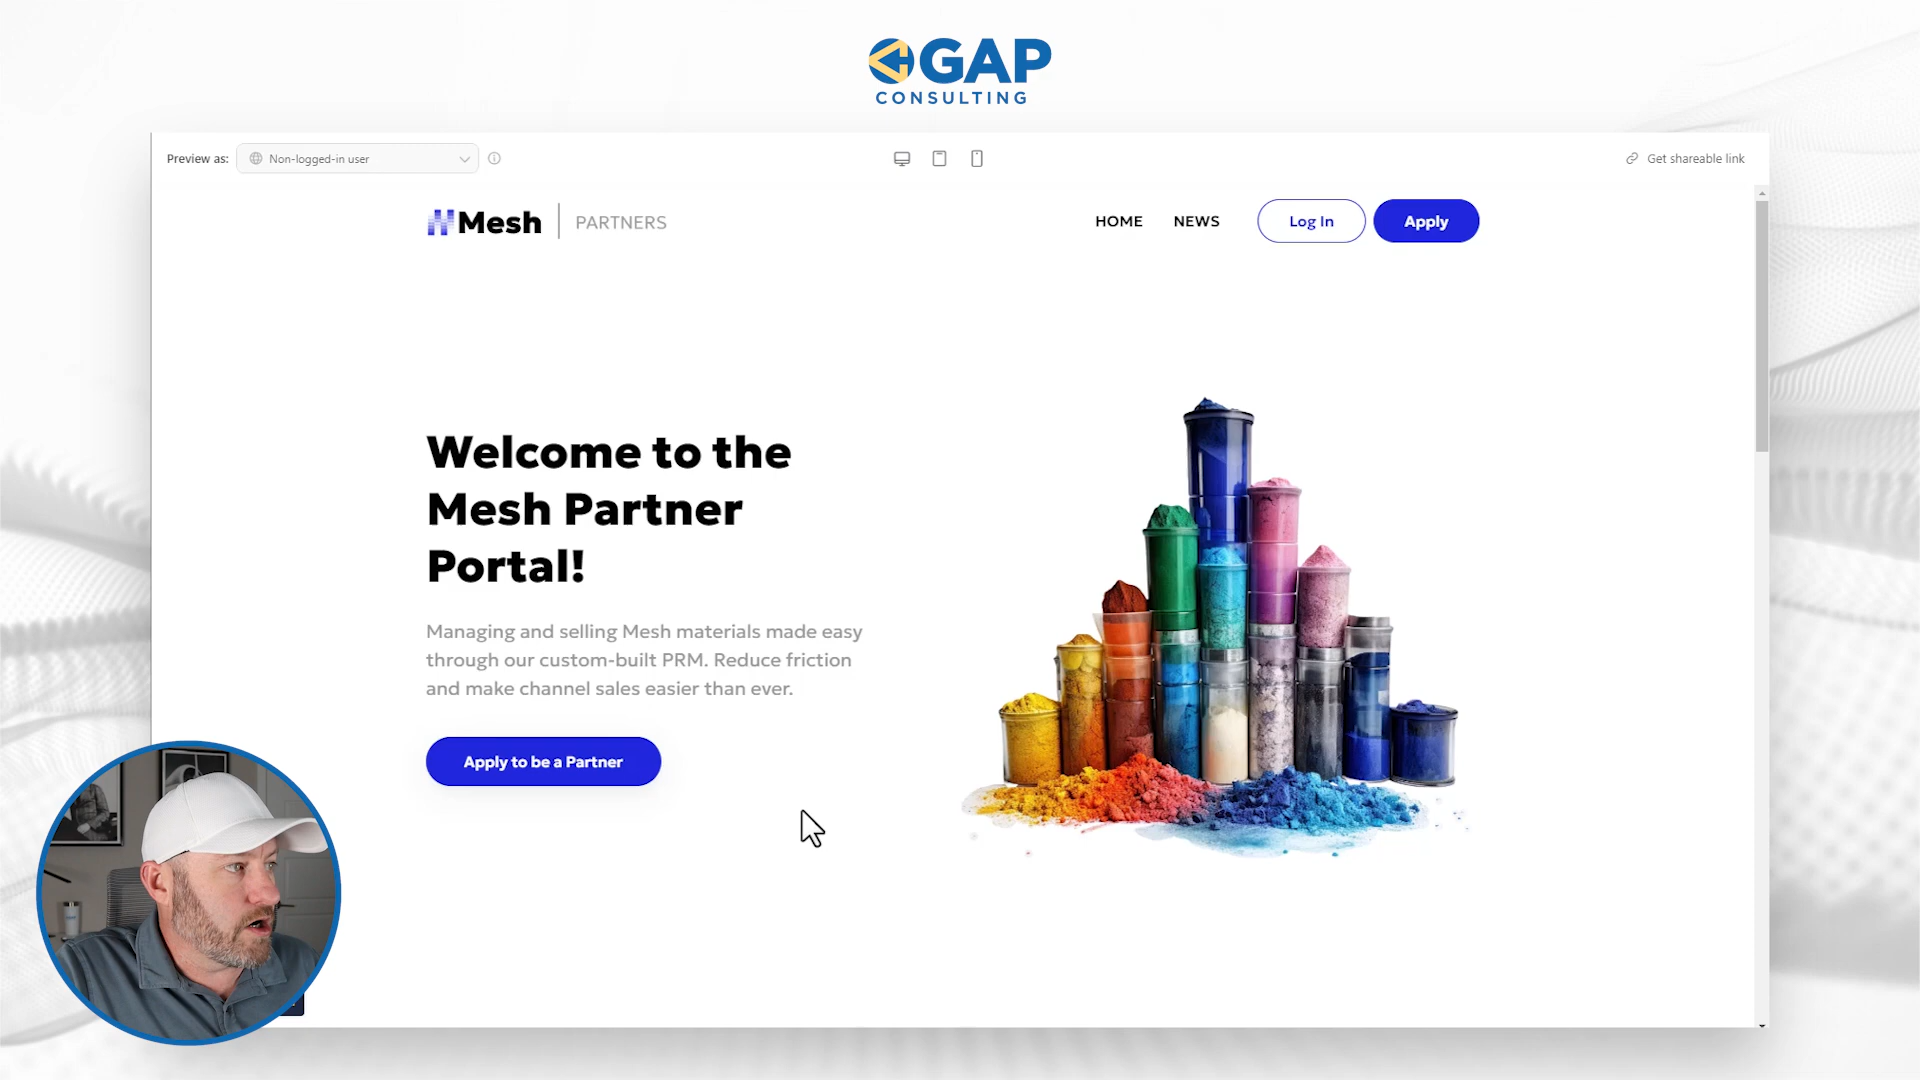 GAP
CONSULTING
Preview as:
Non-logged-in user
Get shareable link
Mesh
PARTNERS
HOME
NEWS
Log In
Apply
Welcome to the
Mesh Partner
Portal!
Managing and selling Mesh materials made easy
through our custom-built PRM. Reduce friction
and make channel sales easier than ever.
Apply to be a Partner